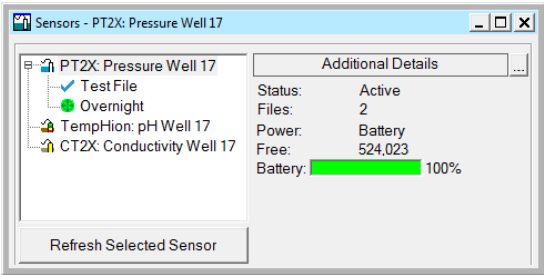 Sensors - PT2X: Pressure Well 17
PT2X: Pressure Well 17
Test File
Overnight
TempHion: pH Well 17
CT2X: Conductivity Well 17
Refresh Selected Sensor
Additional Details
...
Status: Active
Files: 2
Power: Battery
Free: 524,023
Battery: 100%